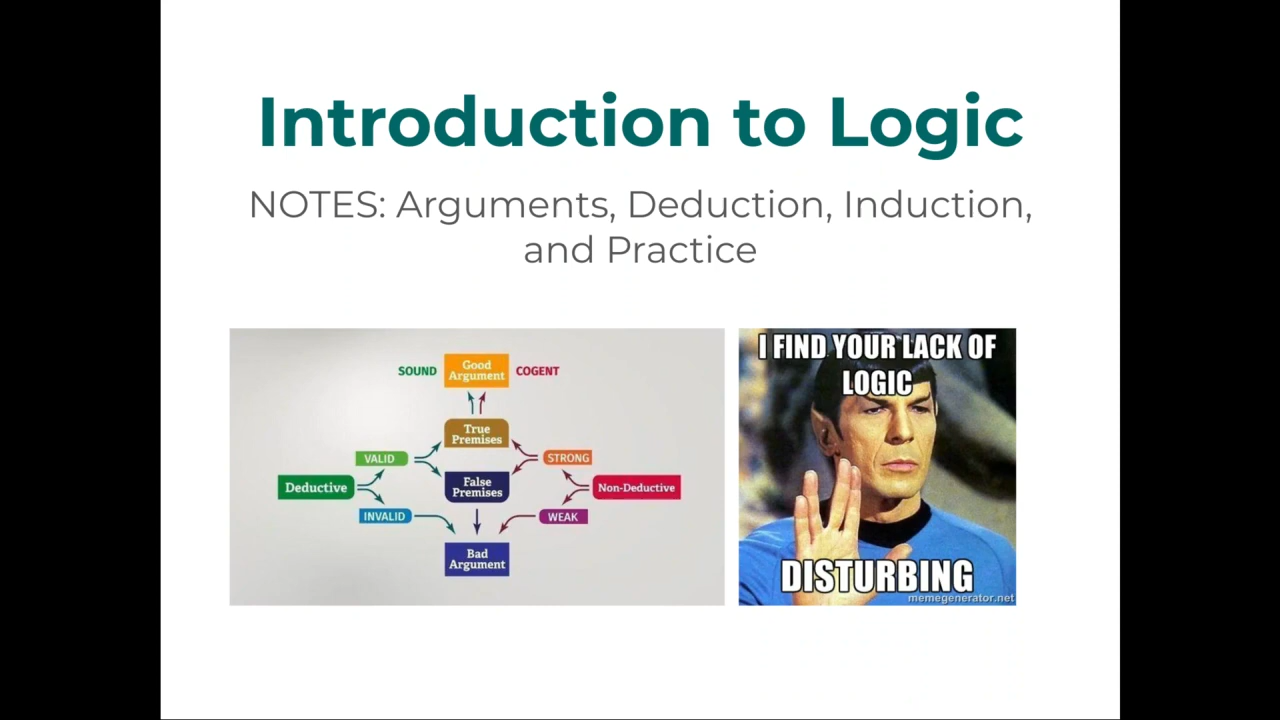 Introduction to Logic
NOTES: Arguments, Deduction, Induction,
and Practice
SOUND
Good
Argument
COGENT
True
Premises
VALID
STRONG
Deductive
False
Premises
Non-Deductive
INVALID
WEAK
Bad
Argument
I FIND YOUR LACK OF
LOGIC
DISTURBING
memegenerator.net